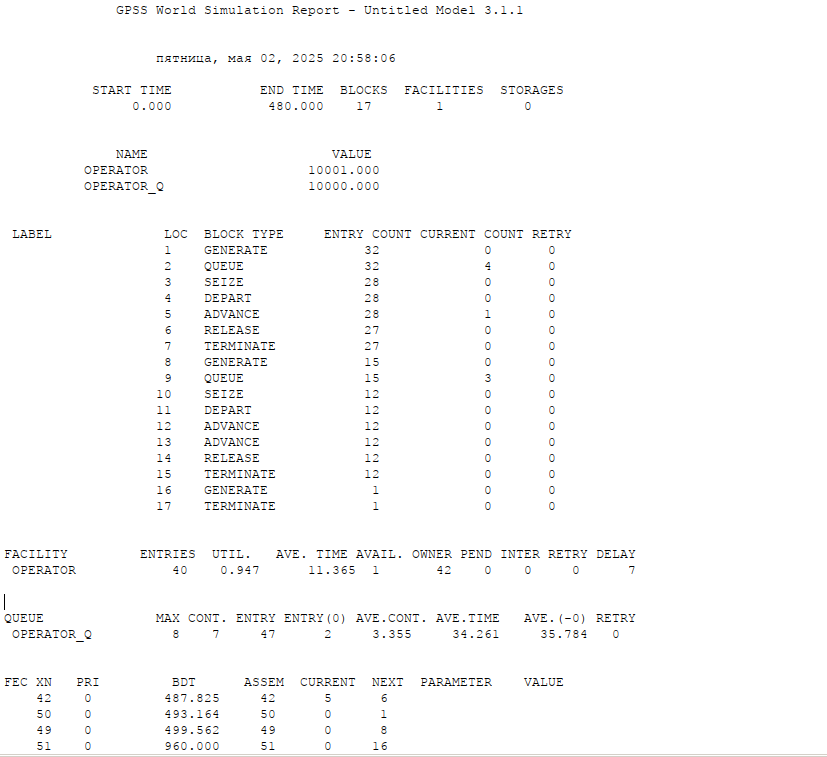 GPSS World Simulation Report - Untitled Model 3.1.1
пятница, мая 02, 2025 20:58:06
START TIME END TIME BLOCKS FACILITIES STORAGES
0.000 480.000 17 1 0
NAME VALUE
OPERATOR 10001.000
OPERATOR_Q 10000.000
LABEL LOC BLOCK TYPE ENTRY COUNT CURRENT COUNT RETRY
1 GENERATE 32 0 0
2 QUEUE 32 4 0
3 SEIZE 28 0 0
4 DEPART 28 0 0
5 ADVANCE 28 1 0
6 RELEASE 27 0 0
7 TERMINATE 27 0 0
8 GENERATE 15 0 0
9 QUEUE 15 3 0
10 SEIZE 12 0 0
11 DEPART 12 0 0
12 ADVANCE 12 0 0
13 ADVANCE 12 0 0
14 RELEASE 12 0 0
15 TERMINATE 12 0 0
16 GENERATE 1 0 0
17 TERMINATE 1 0 0
FACILITY ENTRIES UTIL. AVE. TIME AVAIL. OWNER PEND INTER RETRY DELAY
OPERATOR 40 0.947 11.365 1 42 0 0 0 7
QUEUE MAX CONT. ENTRY ENTRY(0) AVE.CONT. AVE.TIME AVE.(-0) RETRY
OPERATOR_Q 8 7 47 2 3.355 34.261 35.784 0
FEC XN PRI BDT ASSEM CURRENT NEXT PARAMETER VALUE
42 0 487.825 42 5 6
50 0 493.164 50 0 1
49 0 499.562 49 0 8
51 0 960.000 51 0 16